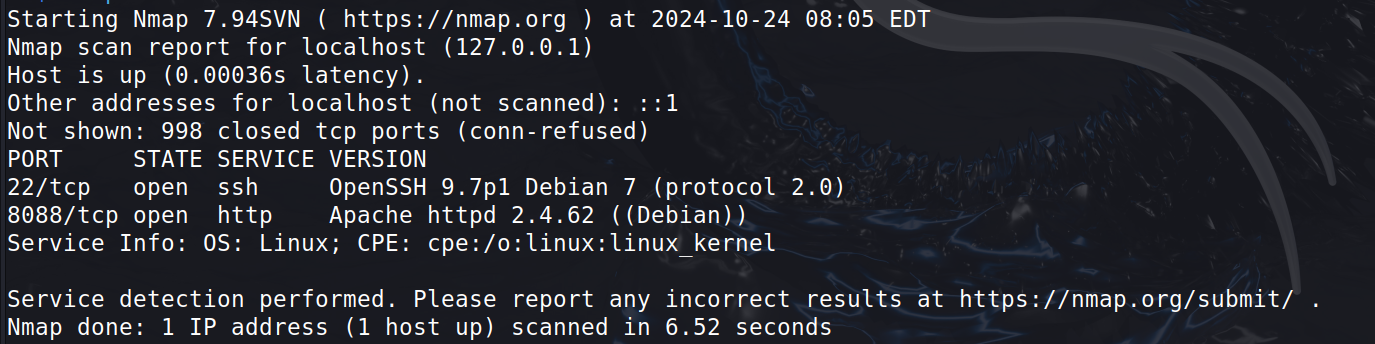 Starting Nmap 7.94SVN ( https://nmap.org ) at 2024-10-24 08:05 EDT
Nmap scan report for localhost (127.0.0.1)
Host is up (0.00036s latency).
Other addresses for localhost (not scanned): ::1
Not shown: 998 closed tcp ports (conn-refused)
PORT     STATE SERVICE VERSION
22/tcp   open  ssh     OpenSSH 9.7p1 Debian 7 (protocol 2.0)
8088/tcp open  http    Apache httpd 2.4.62 ((Debian))
Service Info: OS: Linux; CPE: cpe:/o:linux:linux_kernel

Service detection performed. Please report any incorrect results at https://nmap.org/submit/ .
Nmap done: 1 IP address (1 host up) scanned in 6.52 seconds